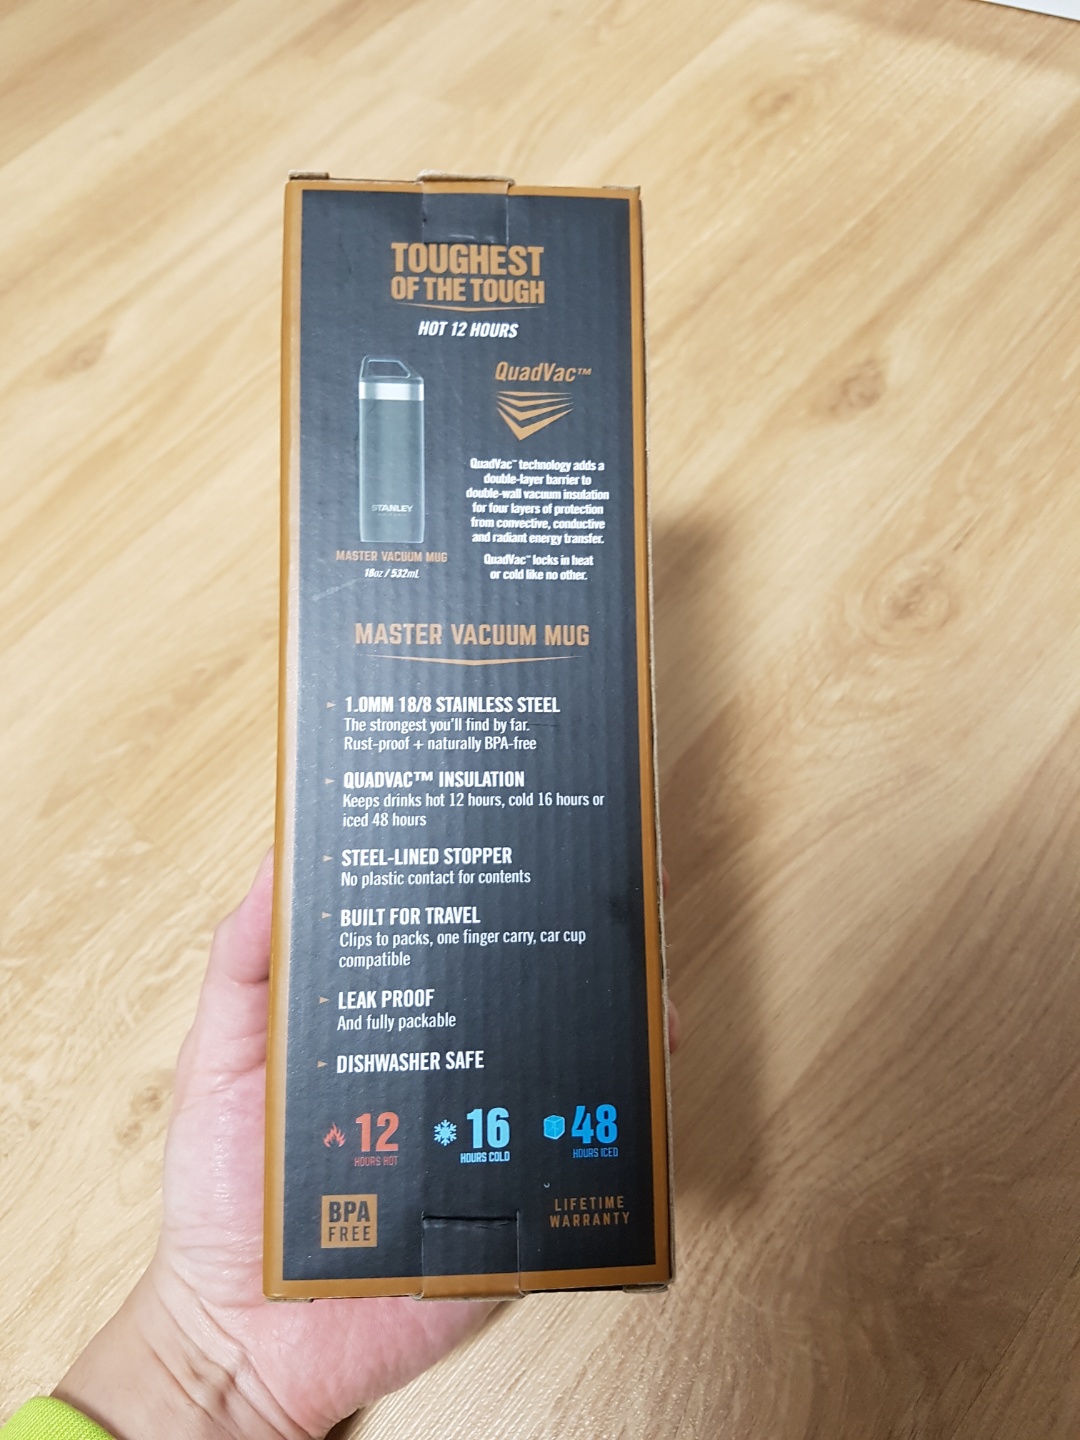 TOUGHEST
OF THE TOUGH
HOT 12 HOURS
QuadVac™
QuadVac™ technology adds a
double-layer barrier to
double-wall vacuum insulation
for four layers of protection
from convective, conductive
and radiant energy transfer.
QuadVac™ locks in heat
or cold like no other.
STANLEY
MASTER VACUUM MUG
18oz / 532mL
MASTER VACUUM MUG
1.0MM 18/8 STAINLESS STEEL
The strongest you'll find by far.
Rust-proof + naturally BPA-free
QUADVAC™ INSULATION
Keeps drinks hot 12 hours, cold 16 hours or
iced 48 hours
STEEL-LINED STOPPER
No plastic contact for contents
BUILT FOR TRAVEL
Clips to packs, one finger carry, car cup
compatible
LEAK PROOF
And fully packable
DISHWASHER SAFE
12
HOURS HOT
16
HOURS COLD
48
HOURS ICED
BPA
FREE
LIFETIME
WARRANTY